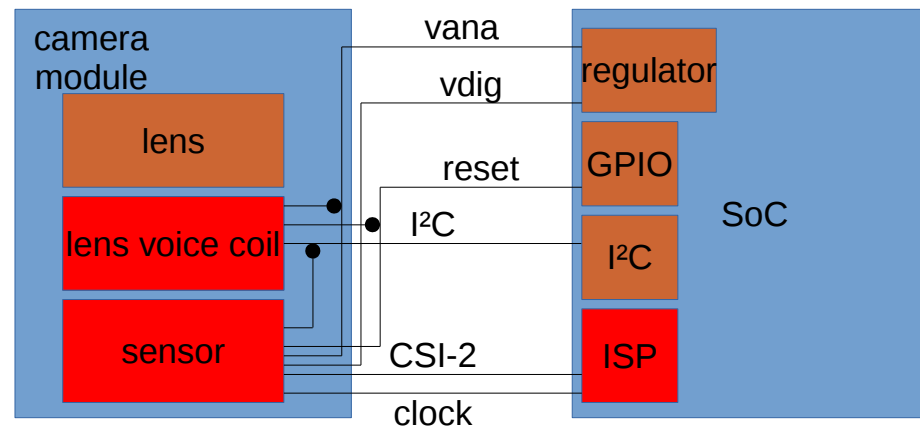 camera
module
lens
lens voice coil
sensor
vana
vdig
reset
I²C
CSI-2
clock
regulator
GPIO
I²C
ISP
SoC